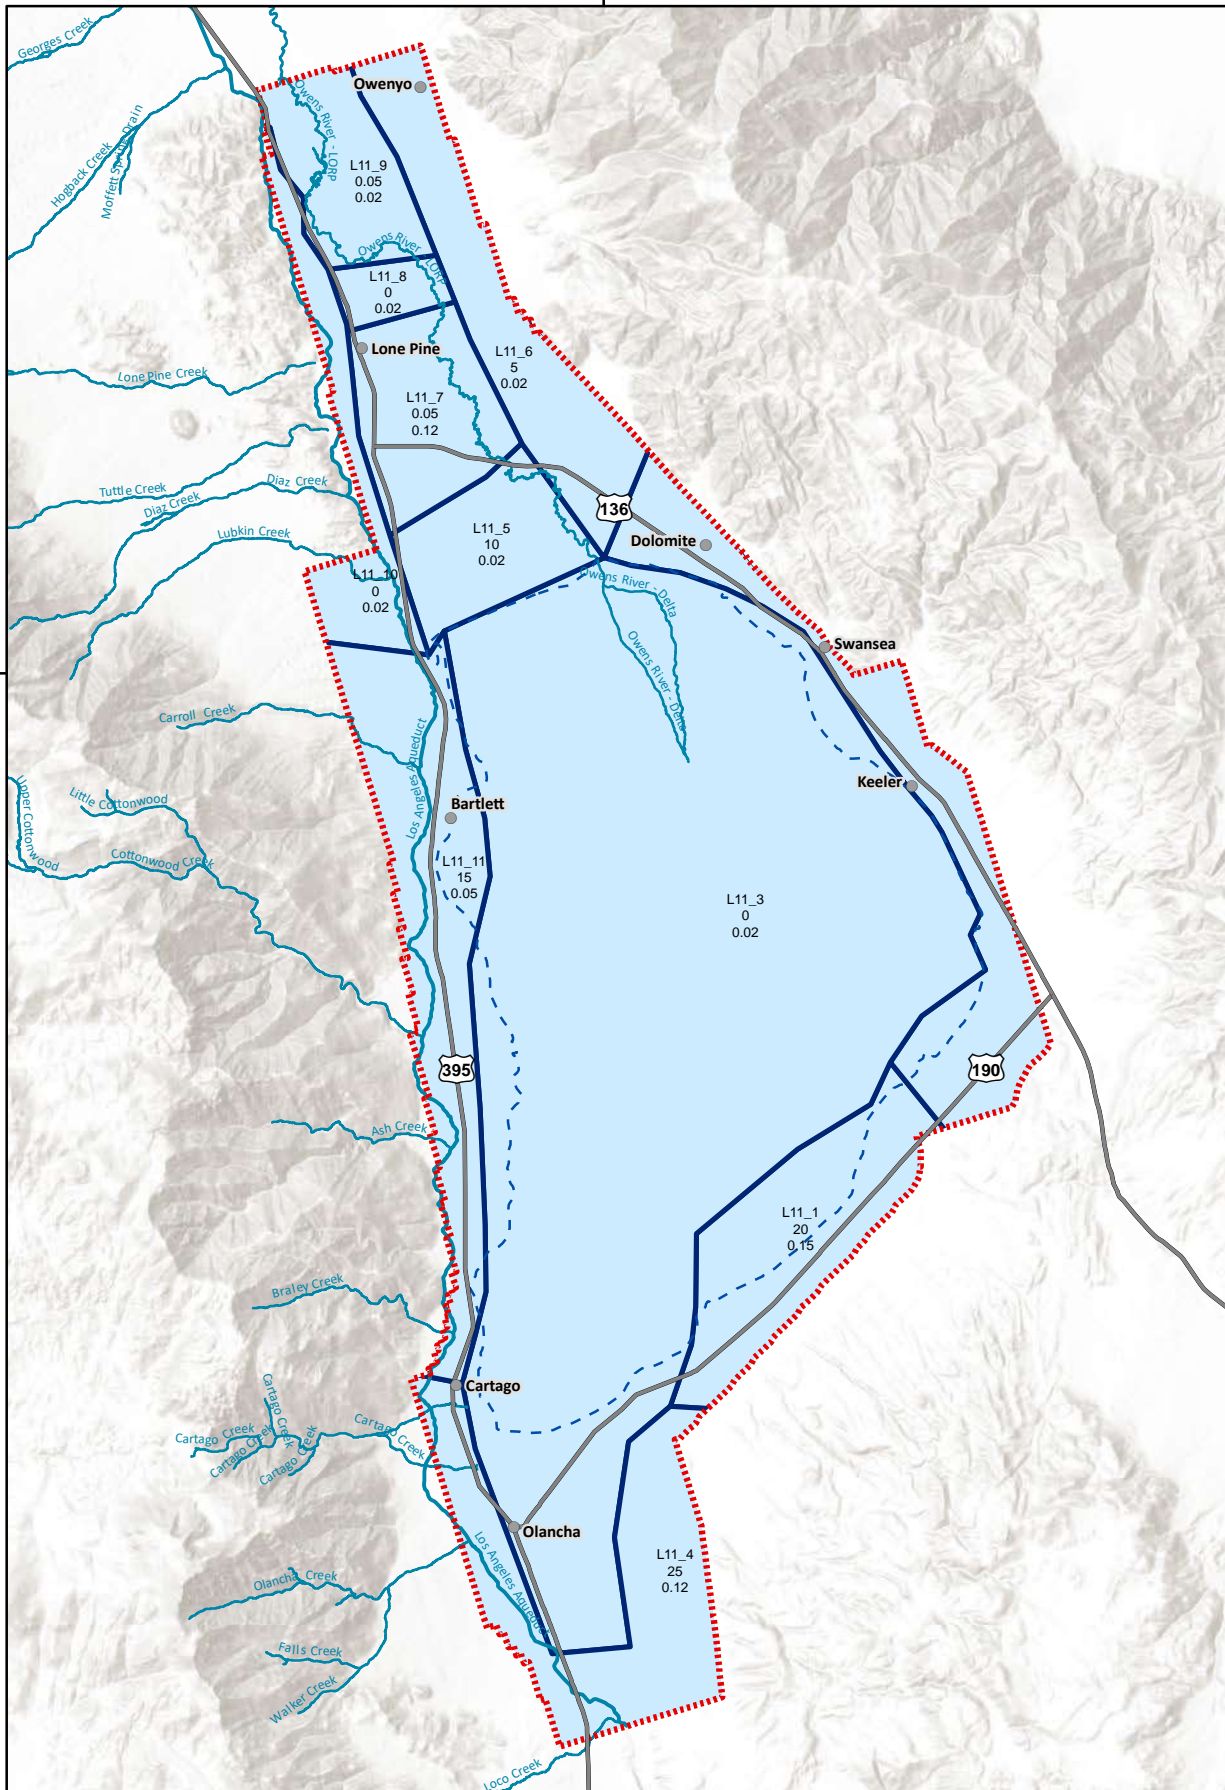 Georges Creek
Owenyo
Owens River - LORP
Hogback Creek
Moffett Spring Drain
L11_9
0.05
0.02
Owens River - LORP
L11_8
0
0.02
Lone Pine
L11_6
5
0.02
Lone Pine Creek
L11_7
0.05
0.12
Tuttle Creek
Diaz Creek
Diaz Creek
136
Lubkin Creek
L11_5
10
0.02
Dolomite
L11_10
0
0.02
Owens River - Delta
Owens River - Delta
Swansea
Carroll Creek
Los Angeles Aqueduct
Keeler
Upper Cottonwood
Little Cottonwood
Bartlett
Cottonwood Creek
L11_11
15
0.05
L11_3
0
0.02
395
190
Ash Creek
L11_1
20
0.15
Braley Creek
Cartago
Cartago Creek
Cartago Creek
Cartago Creek
Cartago Creek
Cartago Creek
Olancha
Los Angeles Aqueduct
L11_4
25
0.12
Olancha Creek
Falls Creek
Walker Creek
Loco Creek